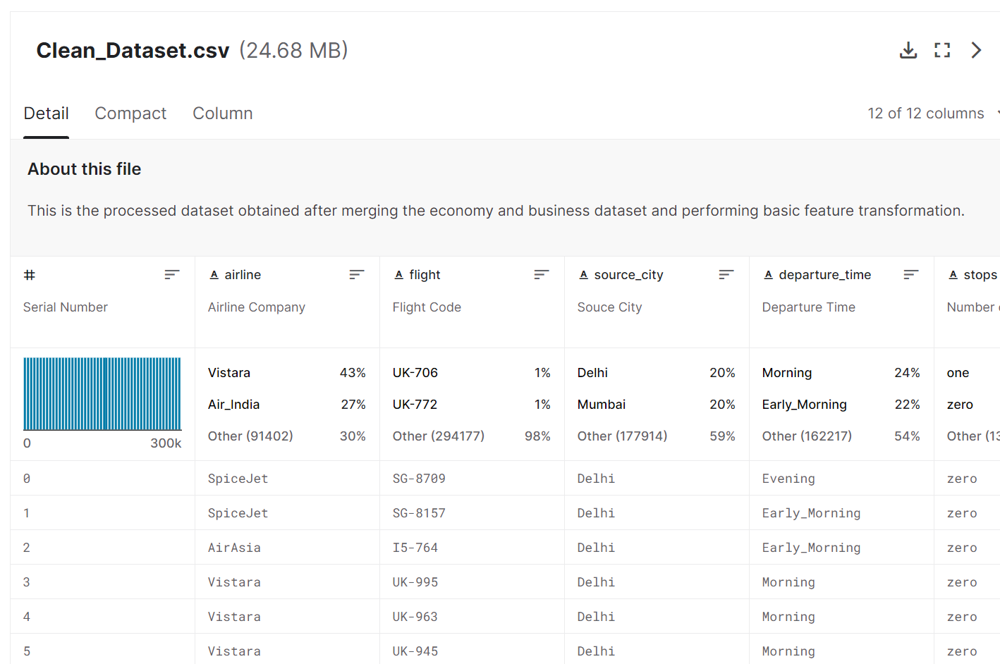 Clean_Dataset.csv (24.68 MB)
Detail Compact Column 12 of 12 columns
About this file
This is the processed dataset obtained after merging the economy and business dataset and performing basic feature transformation.
# A airline A flight A source_city A departure_time A stops
Serial Number Airline Company Flight Code Souce City Departure Time Number
Vistara 43% UK-706 1% Delhi 20% Morning 24% one
Air_India 27% UK-772 1% Mumbai 20% Early_Morning 22% zero
Other (91402) 30% Other (294177) 98% Other (177914) 59% Other (162217) 54% Other (13
0 300k
0 SpiceJet SG-8709 Delhi Evening zero
1 SpiceJet SG-8157 Delhi Early_Morning zero
2 AirAsia I5-764 Delhi Early_Morning zero
3 Vistara UK-995 Delhi Morning zero
4 Vistara UK-963 Delhi Morning zero
5 Vistara UK-945 Delhi Morning zero